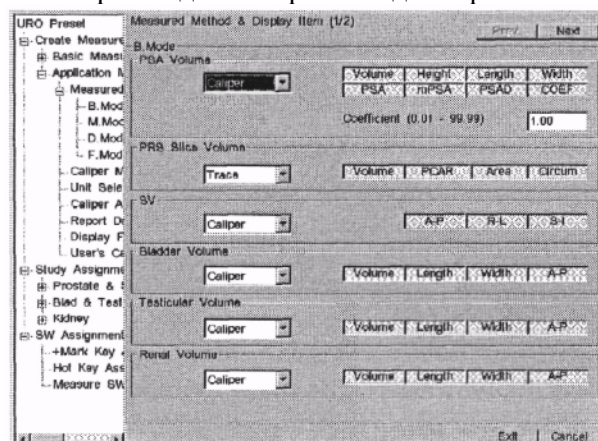 URO Preset
Measured Method & Display Item (1/2)
Prev. Next
Create Measure
Basic Meas
Application M
Measured
B.Mod
M.Mod
D.Mod
F.Mod
Caliper M
Unit Sele
Caliper A
Report D
Display F
User's Ca
Study Assignme
Prostate &
Blad & Test
Kidney
SW Assignment
+Mark Key
Hot Key Ass
Measure SW
B.Mode
PSA Volume
Caliper
Volume Height Length Width
PSA mPSA PSAD COEF
Coefficient (0.01 - 99.99) 1.00
PRS Slice Volume
Trace
Volume PCAR Area Circum
SV
Caliper
A-P R-L S-I
Bladder Volume
Caliper
Volume Length Width A-P
Testicular Volume
Caliper
Volume Length Width A-P
Renal Volume
Caliper
Volume Length Width A-P
Exit Cancel